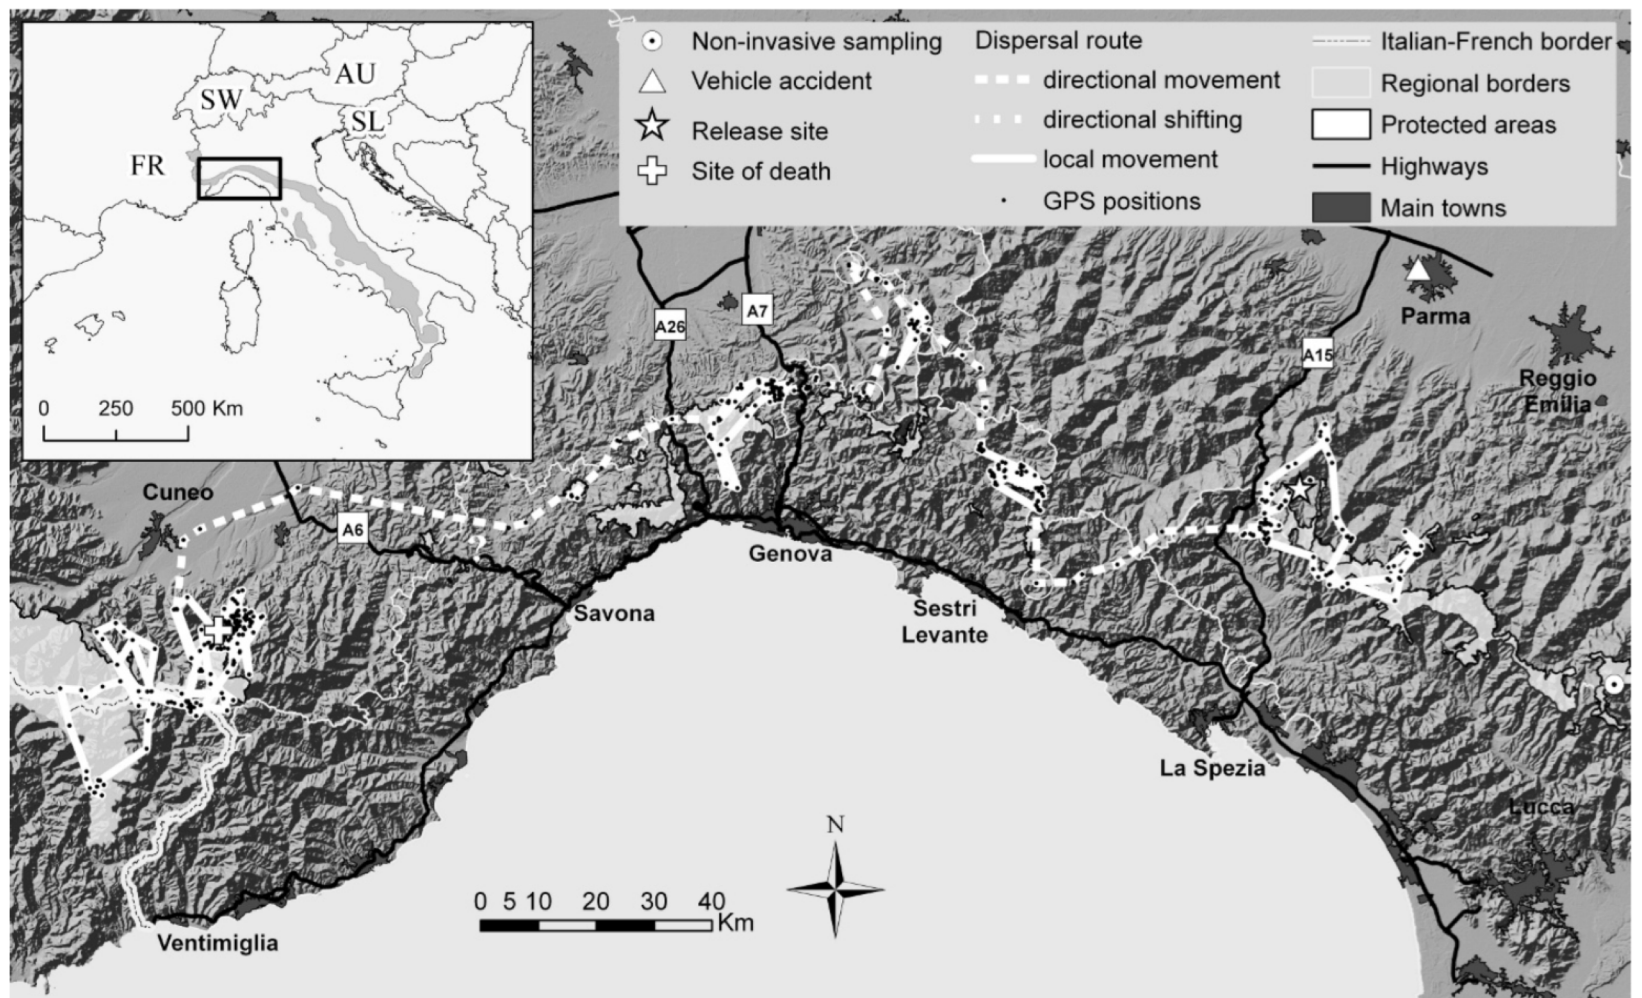 AU
SW
SL
FR
0 250 500 Km
Non-invasive sampling
Vehicle accident
Release site
Site of death
Dispersal route
directional movement
directional shifting
local movement
GPS positions
Italian-French border
Regional borders
Protected areas
Highways
Main towns
A26
A7
A15
Parma
Reggio
Emilia
Cuneo
A6
Genova
Savona
Sestri
Levante
La Spezia
Lucca
N
0 5 10 20 30 40
Km
Ventimiglia